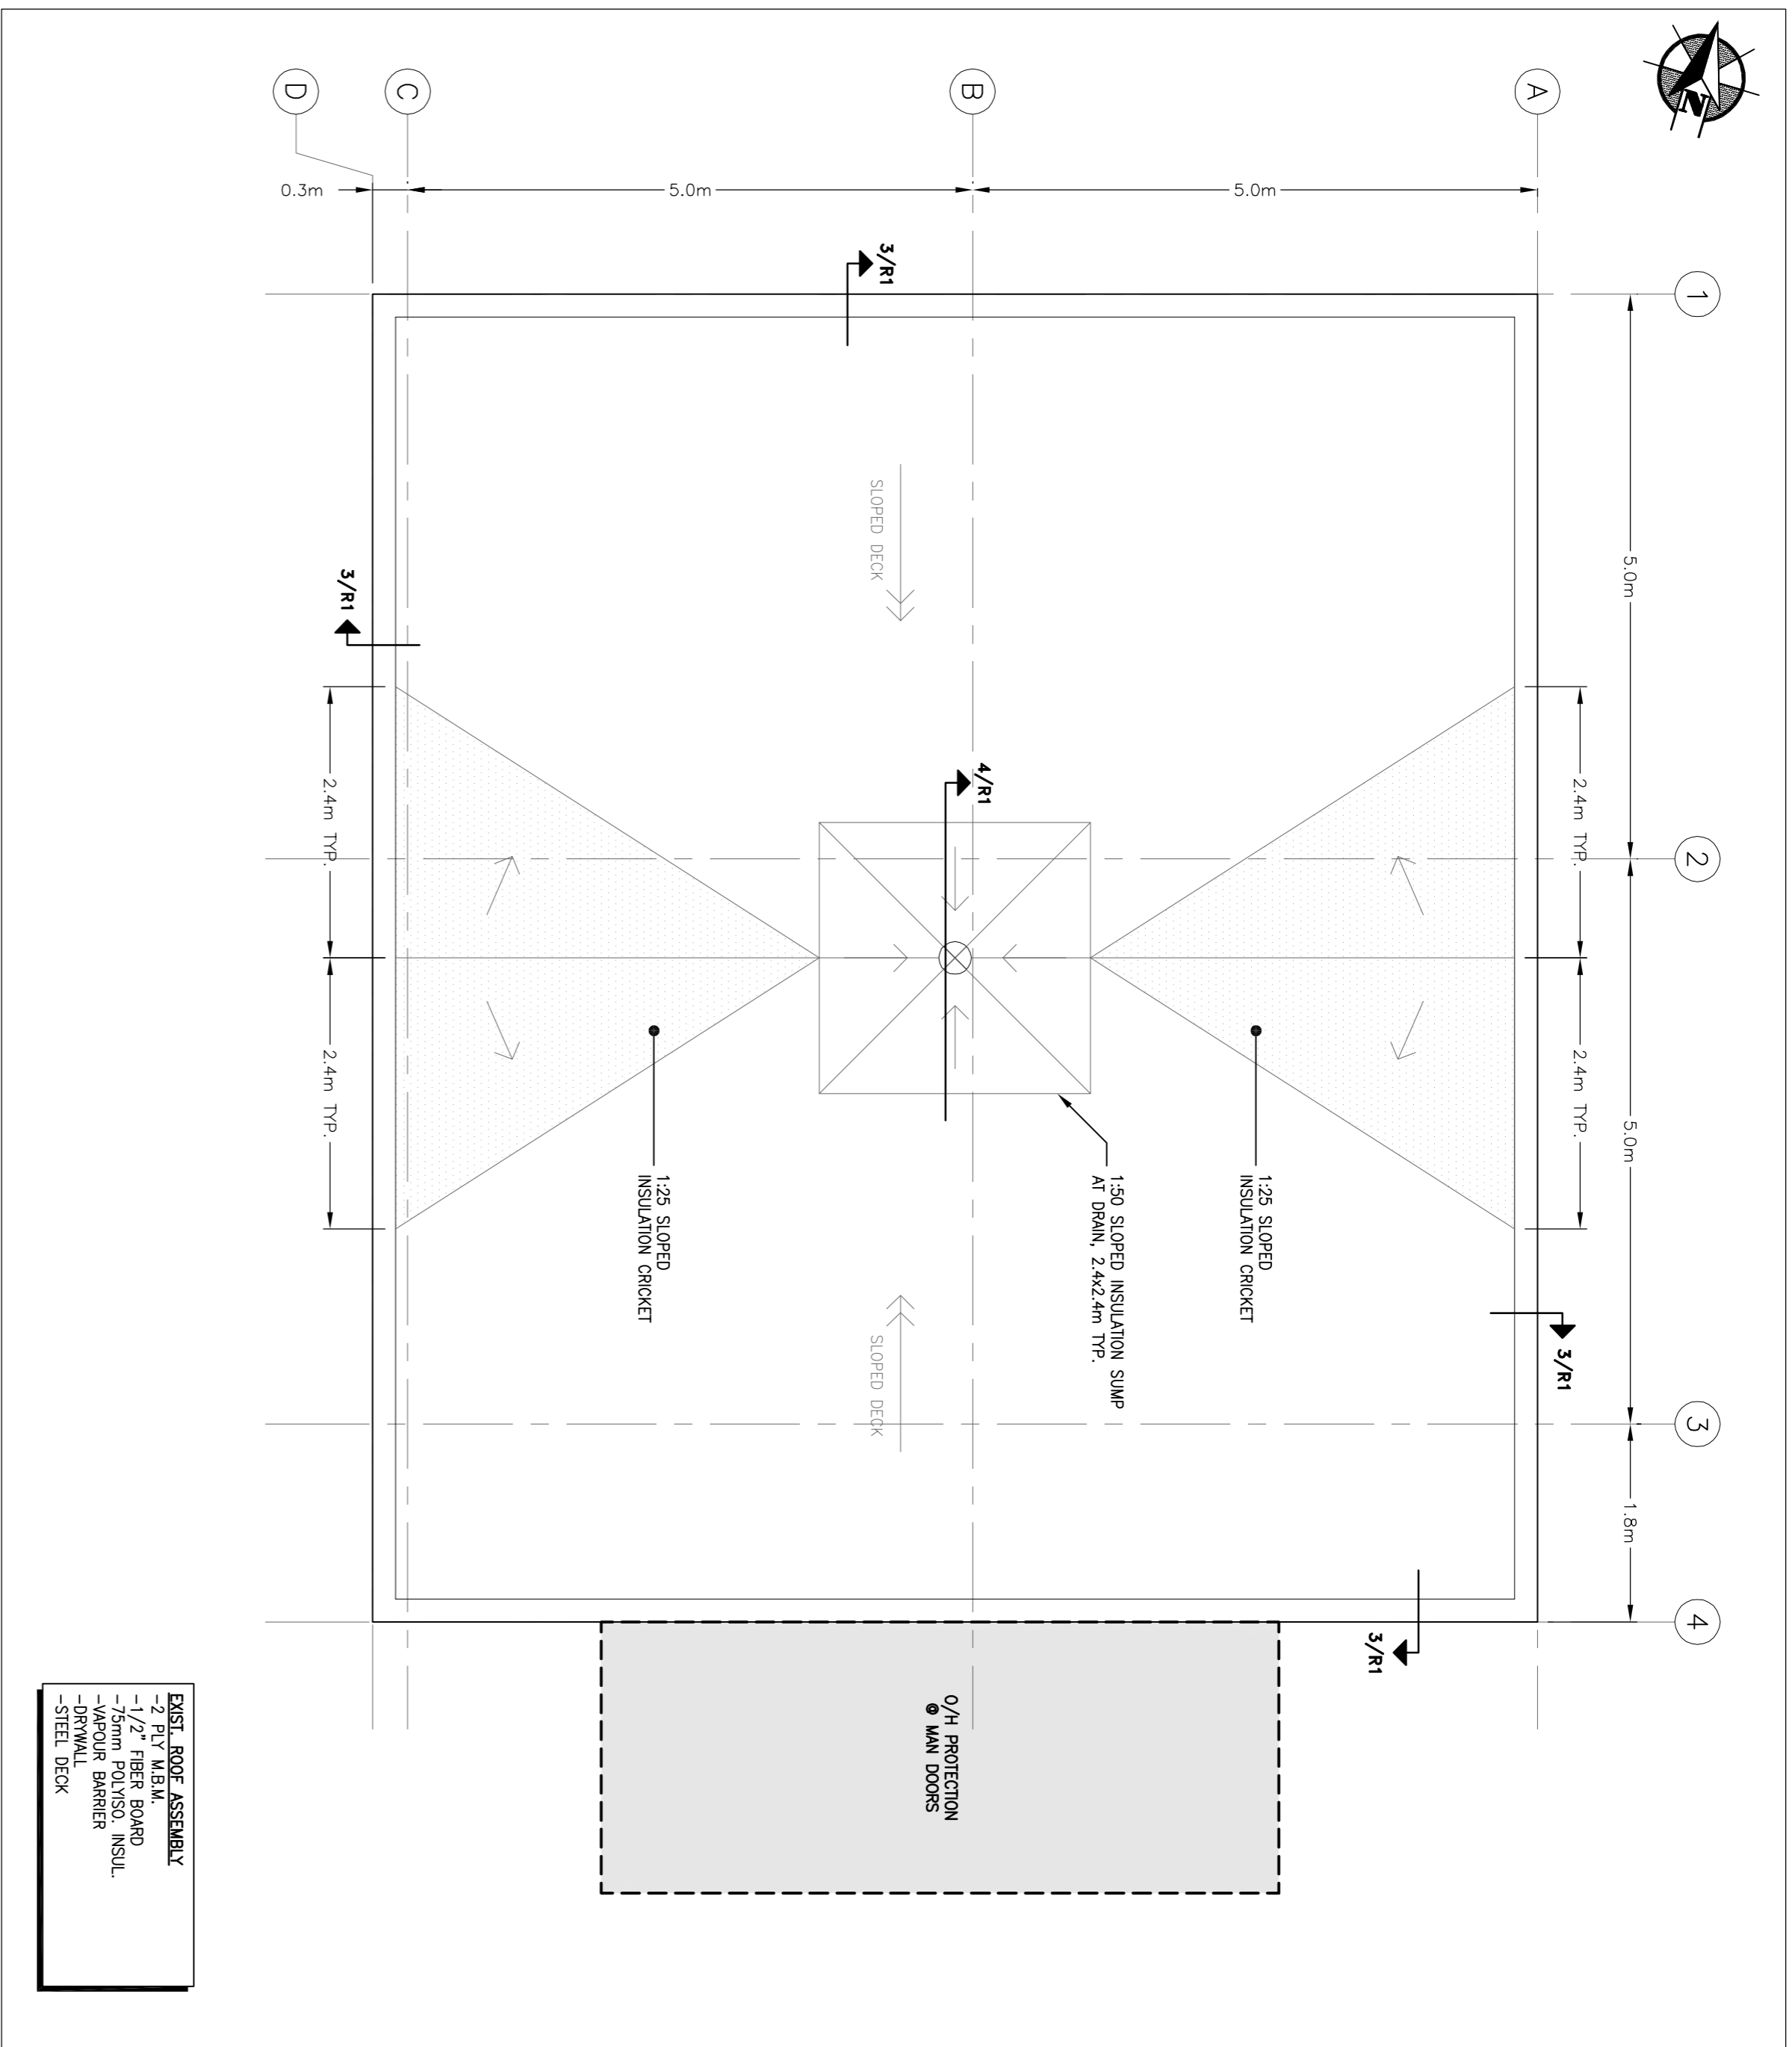 N
A
B
C
D
1
2
3
4
5.0m
5.0m
0.3m
5.0m
5.0m
1.8m
2.4m TYP.
2.4m TYP.
2.4m TYP.
2.4m TYP.
3/R1
3/R1
3/R1
3/R1
4/R1
SLOPED DECK
SLOPED DECK
1:25 SLOPED
INSULATION CRICKET
1:50 SLOPED INSULATION SUMP
AT DRAIN, 2.4x2.4m TYP.
1:25 SLOPED
INSULATION CRICKET
O/H PROTECTION
@ MAN DOORS
EXIST. ROOF ASSEMBLY
-2 PLY M.B.M.
-1/2" FIBER BOARD
-75mm POLYISO. INSUL.
-VAPOUR BARRIER
-DRYWALL
-STEEL DECK